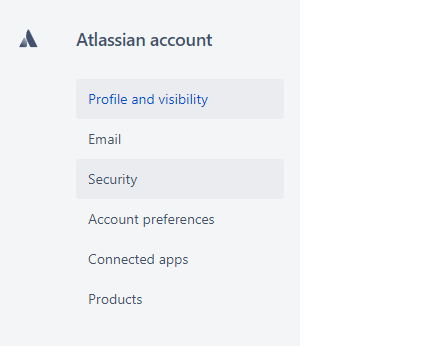 Atlassian account
Profile and visibility
Email
Security
Account preferences
Connected apps
Products